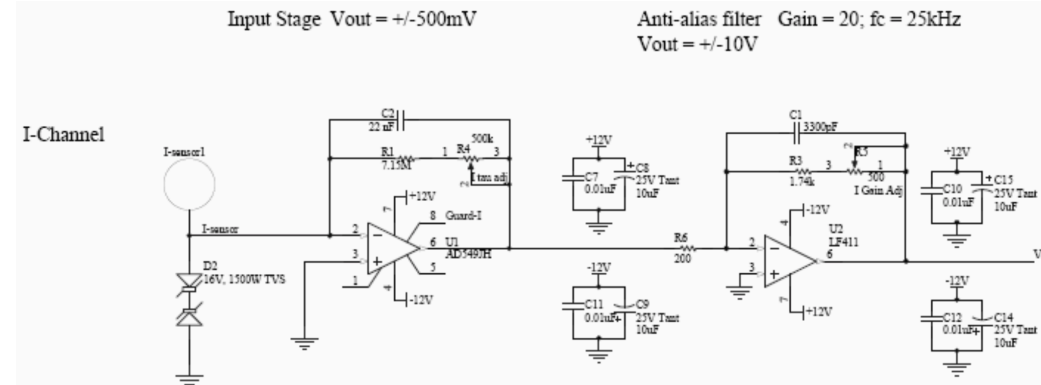 Input Stage Vout = +/-500mV
Anti-alias filter Gain = 20; fc = 25kHz
Vout = +/-10V
I-Channel
I-sensor1
I-sensor
D2
16V, 1500W TVS
C2
22 nF
R1
7.15M
500k
1 R4 3
2
I tau adj
7
+12V
8 Guard-I
2
3
6 U1
AD549JH
5
1
4
-12V
+12V
C7
0.01uF
+C8
25V Tant
10uF
-12V
C11
0.01uF
+
C9
25V Tant
10uF
R6
200
C1
3300pF
2
R5
R3
1.74k
3 1
500
I Gain Adj
4
-12V
U2
LF411
2
3
6
7
+12V
+12V
C10
0.01uF
+C15
25V Tant
10uF
-12V
C12
0.01uF
+
C14
25V Tant
10uF
V